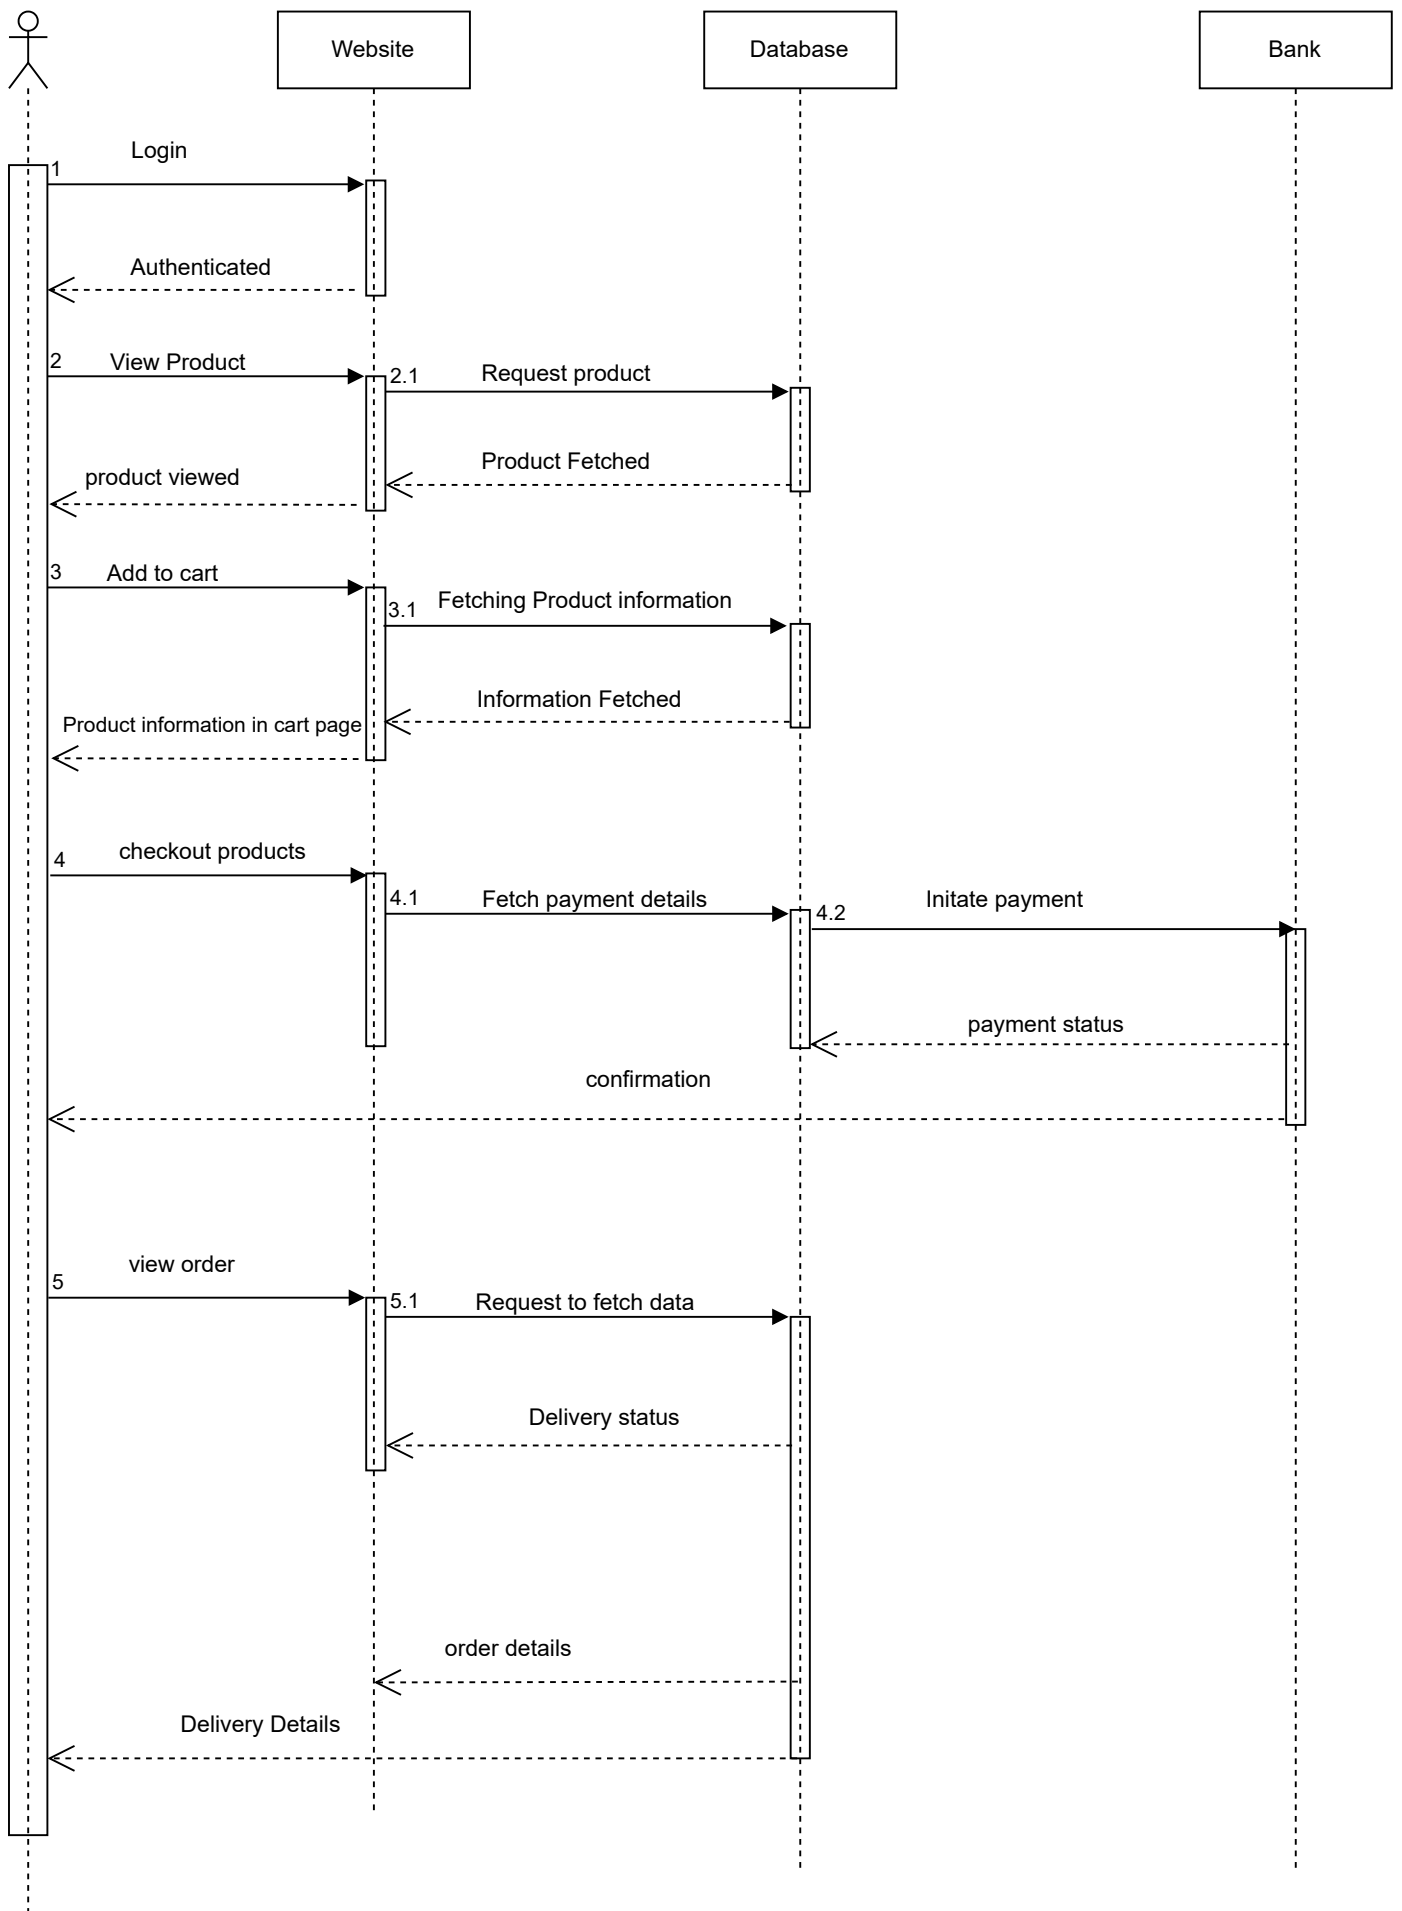 Website
Database
Bank
Login
1
Authenticated
2
View Product
2.1
Request product
Product Fetched
product viewed
3
Add to cart
3.1
Fetching Product information
Information Fetched
Product information in cart page
4
checkout products
4.1
Fetch payment details
4.2
Initate payment
payment status
confirmation
view order
5
5.1
Request to fetch data
Delivery status
order details
Delivery Details